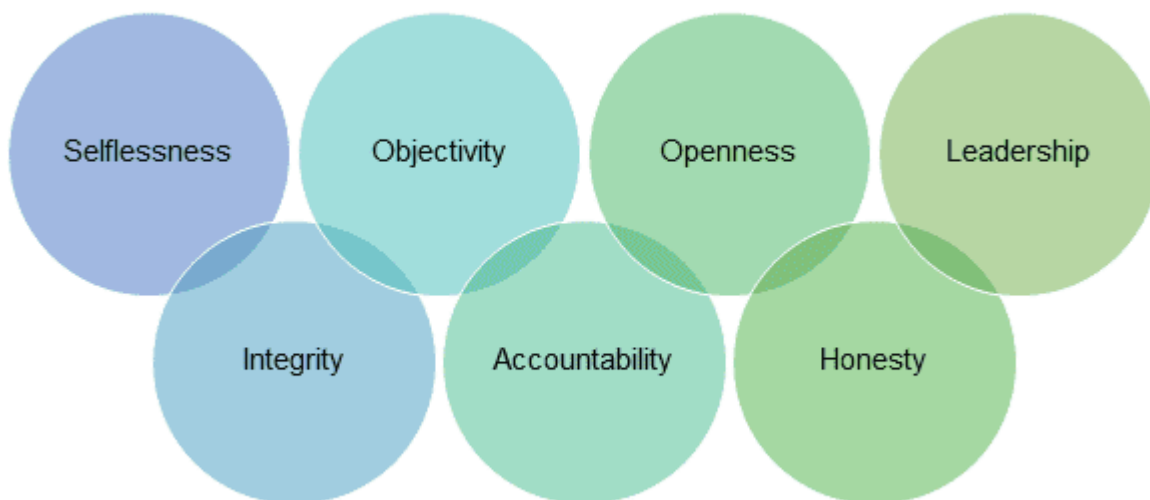 Selflessness
Objectivity
Openness
Leadership
Integrity
Accountability
Honesty